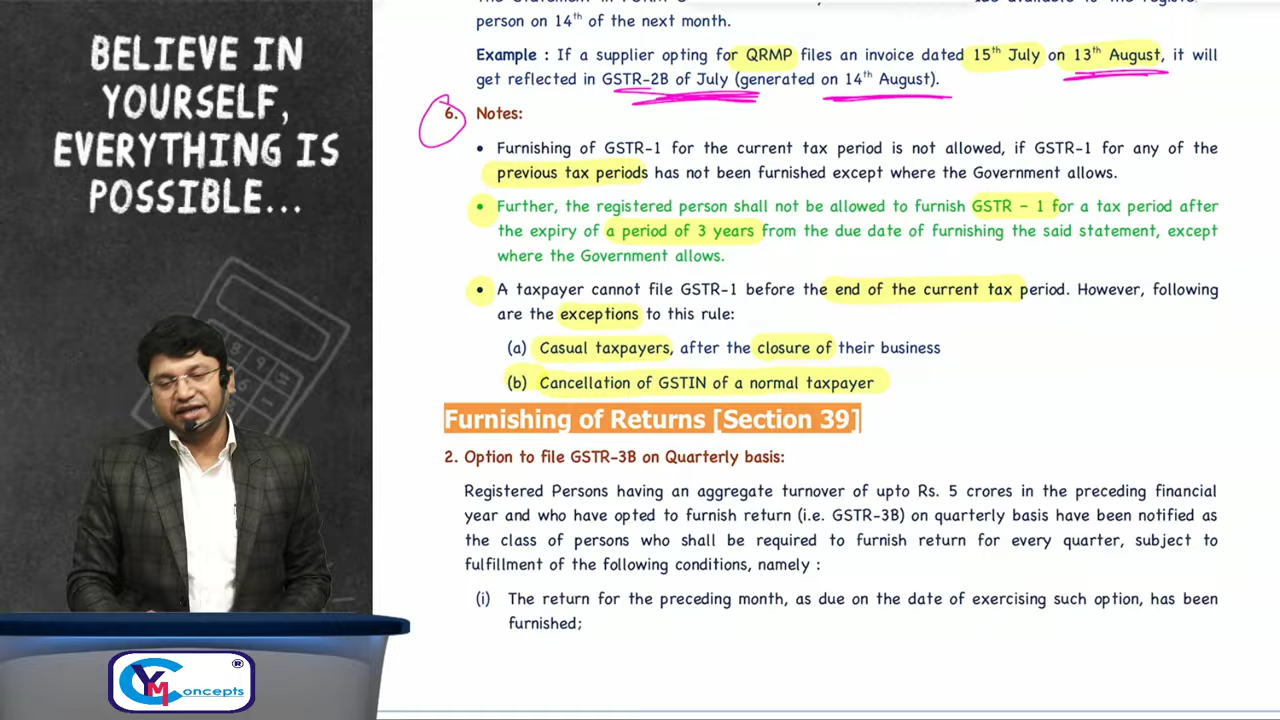 BELIEVE IN
YOURSELF,
EVERYTHING IS
POSSIBLE...
YM Concepts ®
person on 14th of the next month.
Example : If a supplier opting for QRMP files an invoice dated 15th July on 13th August, it will
get reflected in GSTR-2B of July (generated on 14th August).
6. Notes:
• Furnishing of GSTR-1 for the current tax period is not allowed, if GSTR-1 for any of the
previous tax periods has not been furnished except where the Government allows.
• Further, the registered person shall not be allowed to furnish GSTR – 1 for a tax period after
the expiry of a period of 3 years from the due date of furnishing the said statement, except
where the Government allows.
• A taxpayer cannot file GSTR-1 before the end of the current tax period. However, following
are the exceptions to this rule:
(a) Casual taxpayers, after the closure of their business
(b) Cancellation of GSTIN of a normal taxpayer
Furnishing of Returns [Section 39]
2. Option to file GSTR-3B on Quarterly basis:
Registered Persons having an aggregate turnover of upto Rs. 5 crores in the preceding financial
year and who have opted to furnish return (i.e. GSTR-3B) on quarterly basis have been notified as
the class of persons who shall be required to furnish return for every quarter, subject to
fulfillment of the following conditions, namely :
(i) The return for the preceding month, as due on the date of exercising such option, has been
furnished;